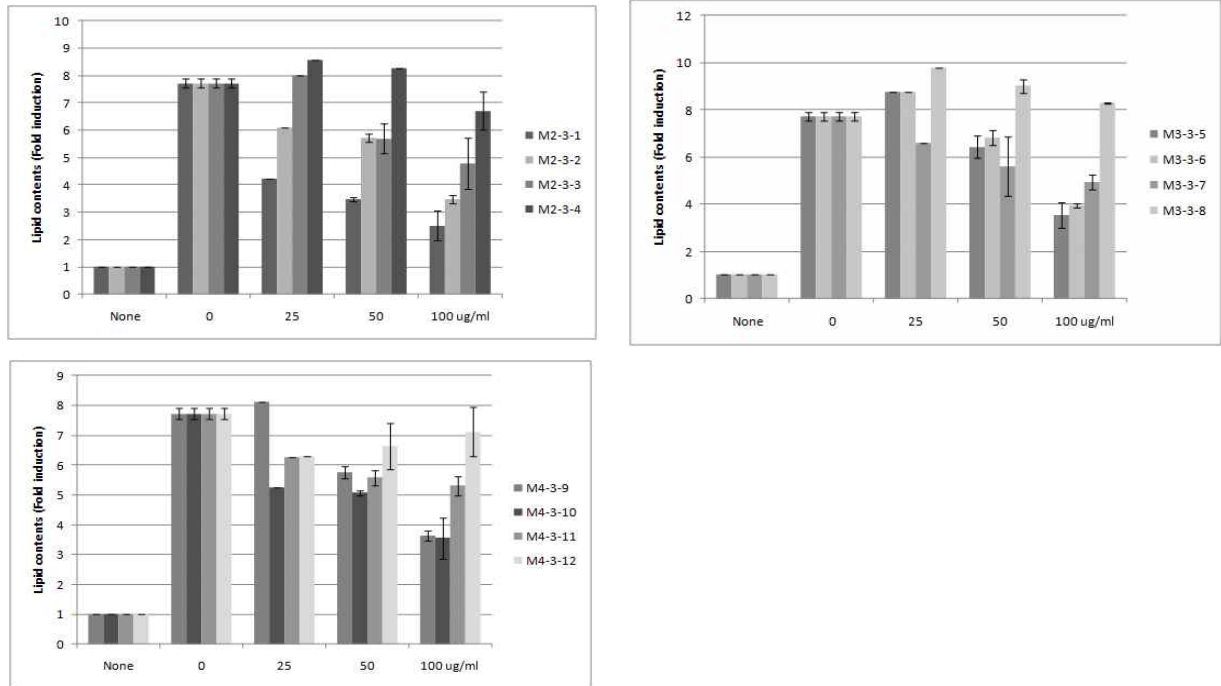 10
9
8
7
6
5
4
3
2
1
0
Lipid contents (Fold induction)
None 0 25 50 100 ug/ml
M2-3-1
M2-3-2
M2-3-3
M2-3-4
12
10
8
6
4
2
0
Lipid contents (Fold induction)
None 0 25 50 100 ug/ml
M3-3-5
M3-3-6
M3-3-7
M3-3-8
9
8
7
6
5
4
3
2
1
0
Lipid contents (Fold induction)
None 0 25 50 100 ug/ml
M4-3-9
M4-3-10
M4-3-11
M4-3-12